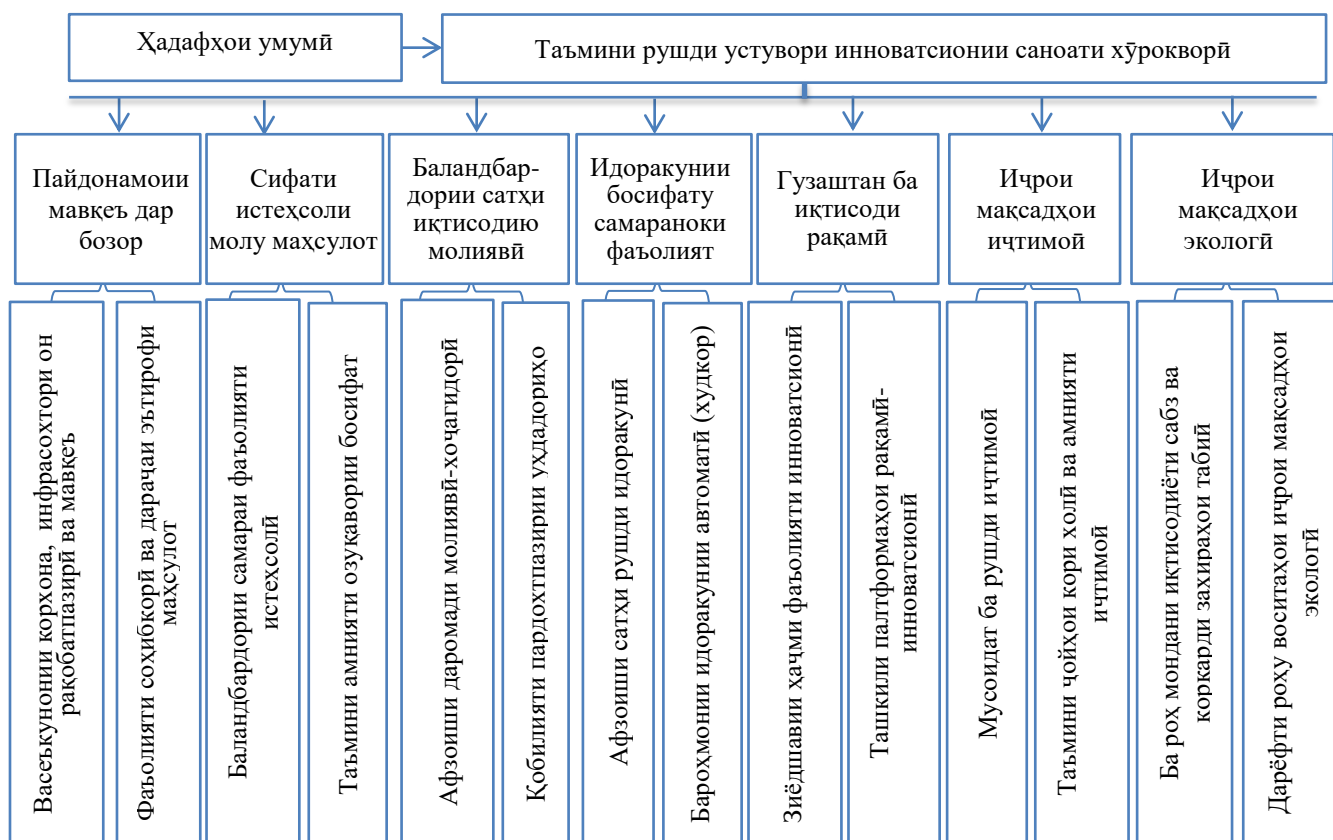 Ҳадафҳои умумӣ
Таъмини рушди устувори инноватсионии саноати хӯрокворӣ
Пайдонамоии
мавқеъ дар
бозор
Сифати
истеҳсоли
молу маҳсулот
Баландбар-
дории сатҳи
иқтисодию
молиявӣ
Идоракунии
босифату
самараноки
фаъолият
Гузаштан ба
иқтисоди
рақамӣ
Иҷрои
мақсадҳои
иҷтимоӣ
Иҷрои
мақсадҳои
экологӣ
Васеъкунонии корхона, инфрасохтори он
рақобатпазирӣ ва мавқеъ
Фаъолияти соҳибкорӣ ва дараҷаи эътирофи
маҳсулот
Баландбардории самараи фаъолияти
истеҳсолӣ
Таъмини амнияти озуқавории босифат
Афзоиши даромади молиявӣ-хоҷагидорӣ
Қобилияти пардохтпазирии уҳдадориҳо
Афзоиши сатҳи рушди идоракунӣ
Бароҳмонии идоракунии автоматӣ (худкор)
Зиёдшавии ҳаҷми фаъолияти инноватсионӣ
Ташкили палтформаҳои рақамӣ-
инноватсионӣ
Мусоидат ба рушди иҷтимоӣ
Таъмини ҷойҳои кори холӣ ва амнияти
иҷтимоӣ
Ба роҳ мондани иқтисодиёти сабз ва
коркарди захираҳои табиӣ
Дарёфти роҳу воситаҳои иҷрои мақсадҳои
экологӣ